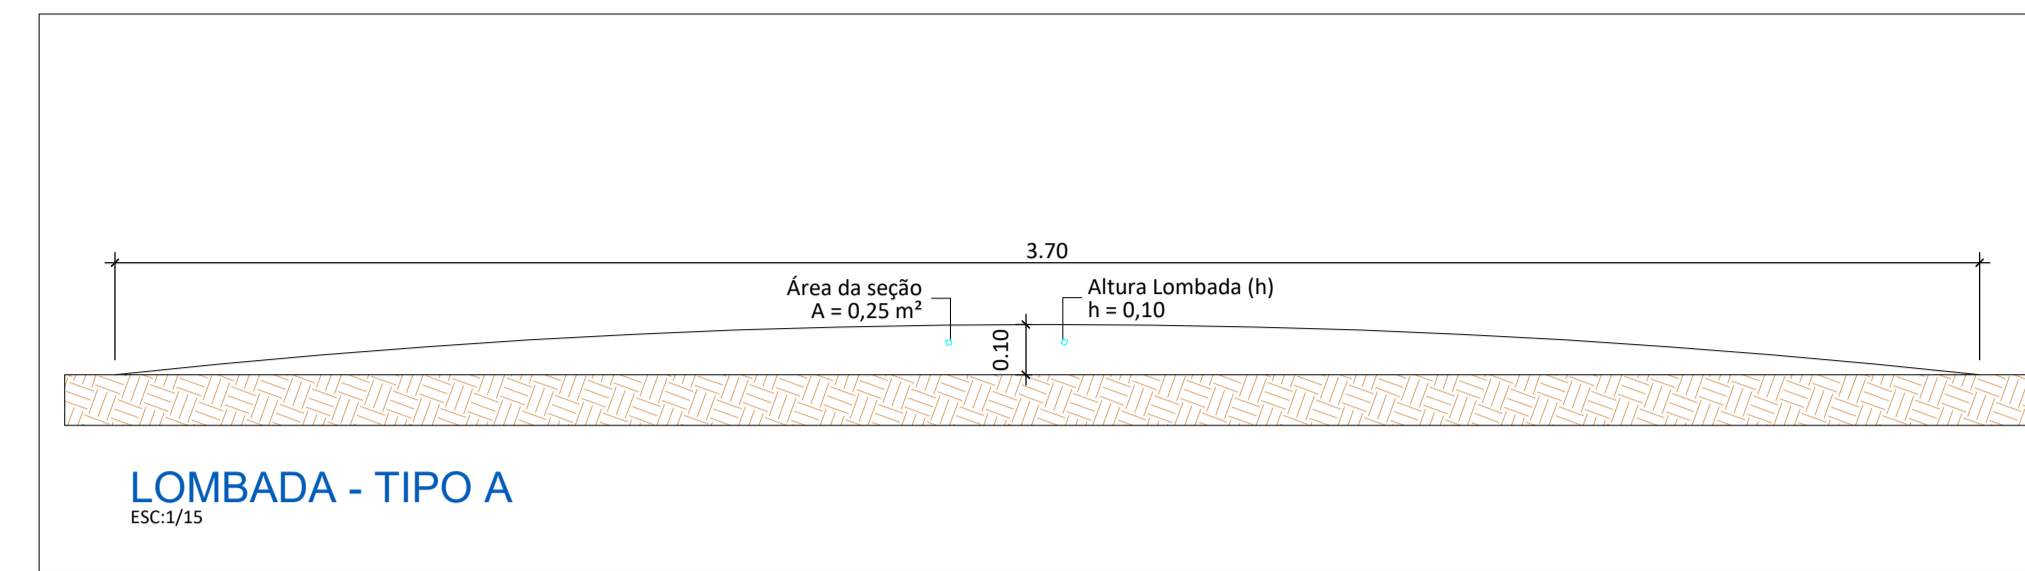 3.70
Área da seção
A = 0,25 m²
Altura Lombada (h)
h = 0,10
0.10
LOMBADA - TIPO A
ESC:1/15